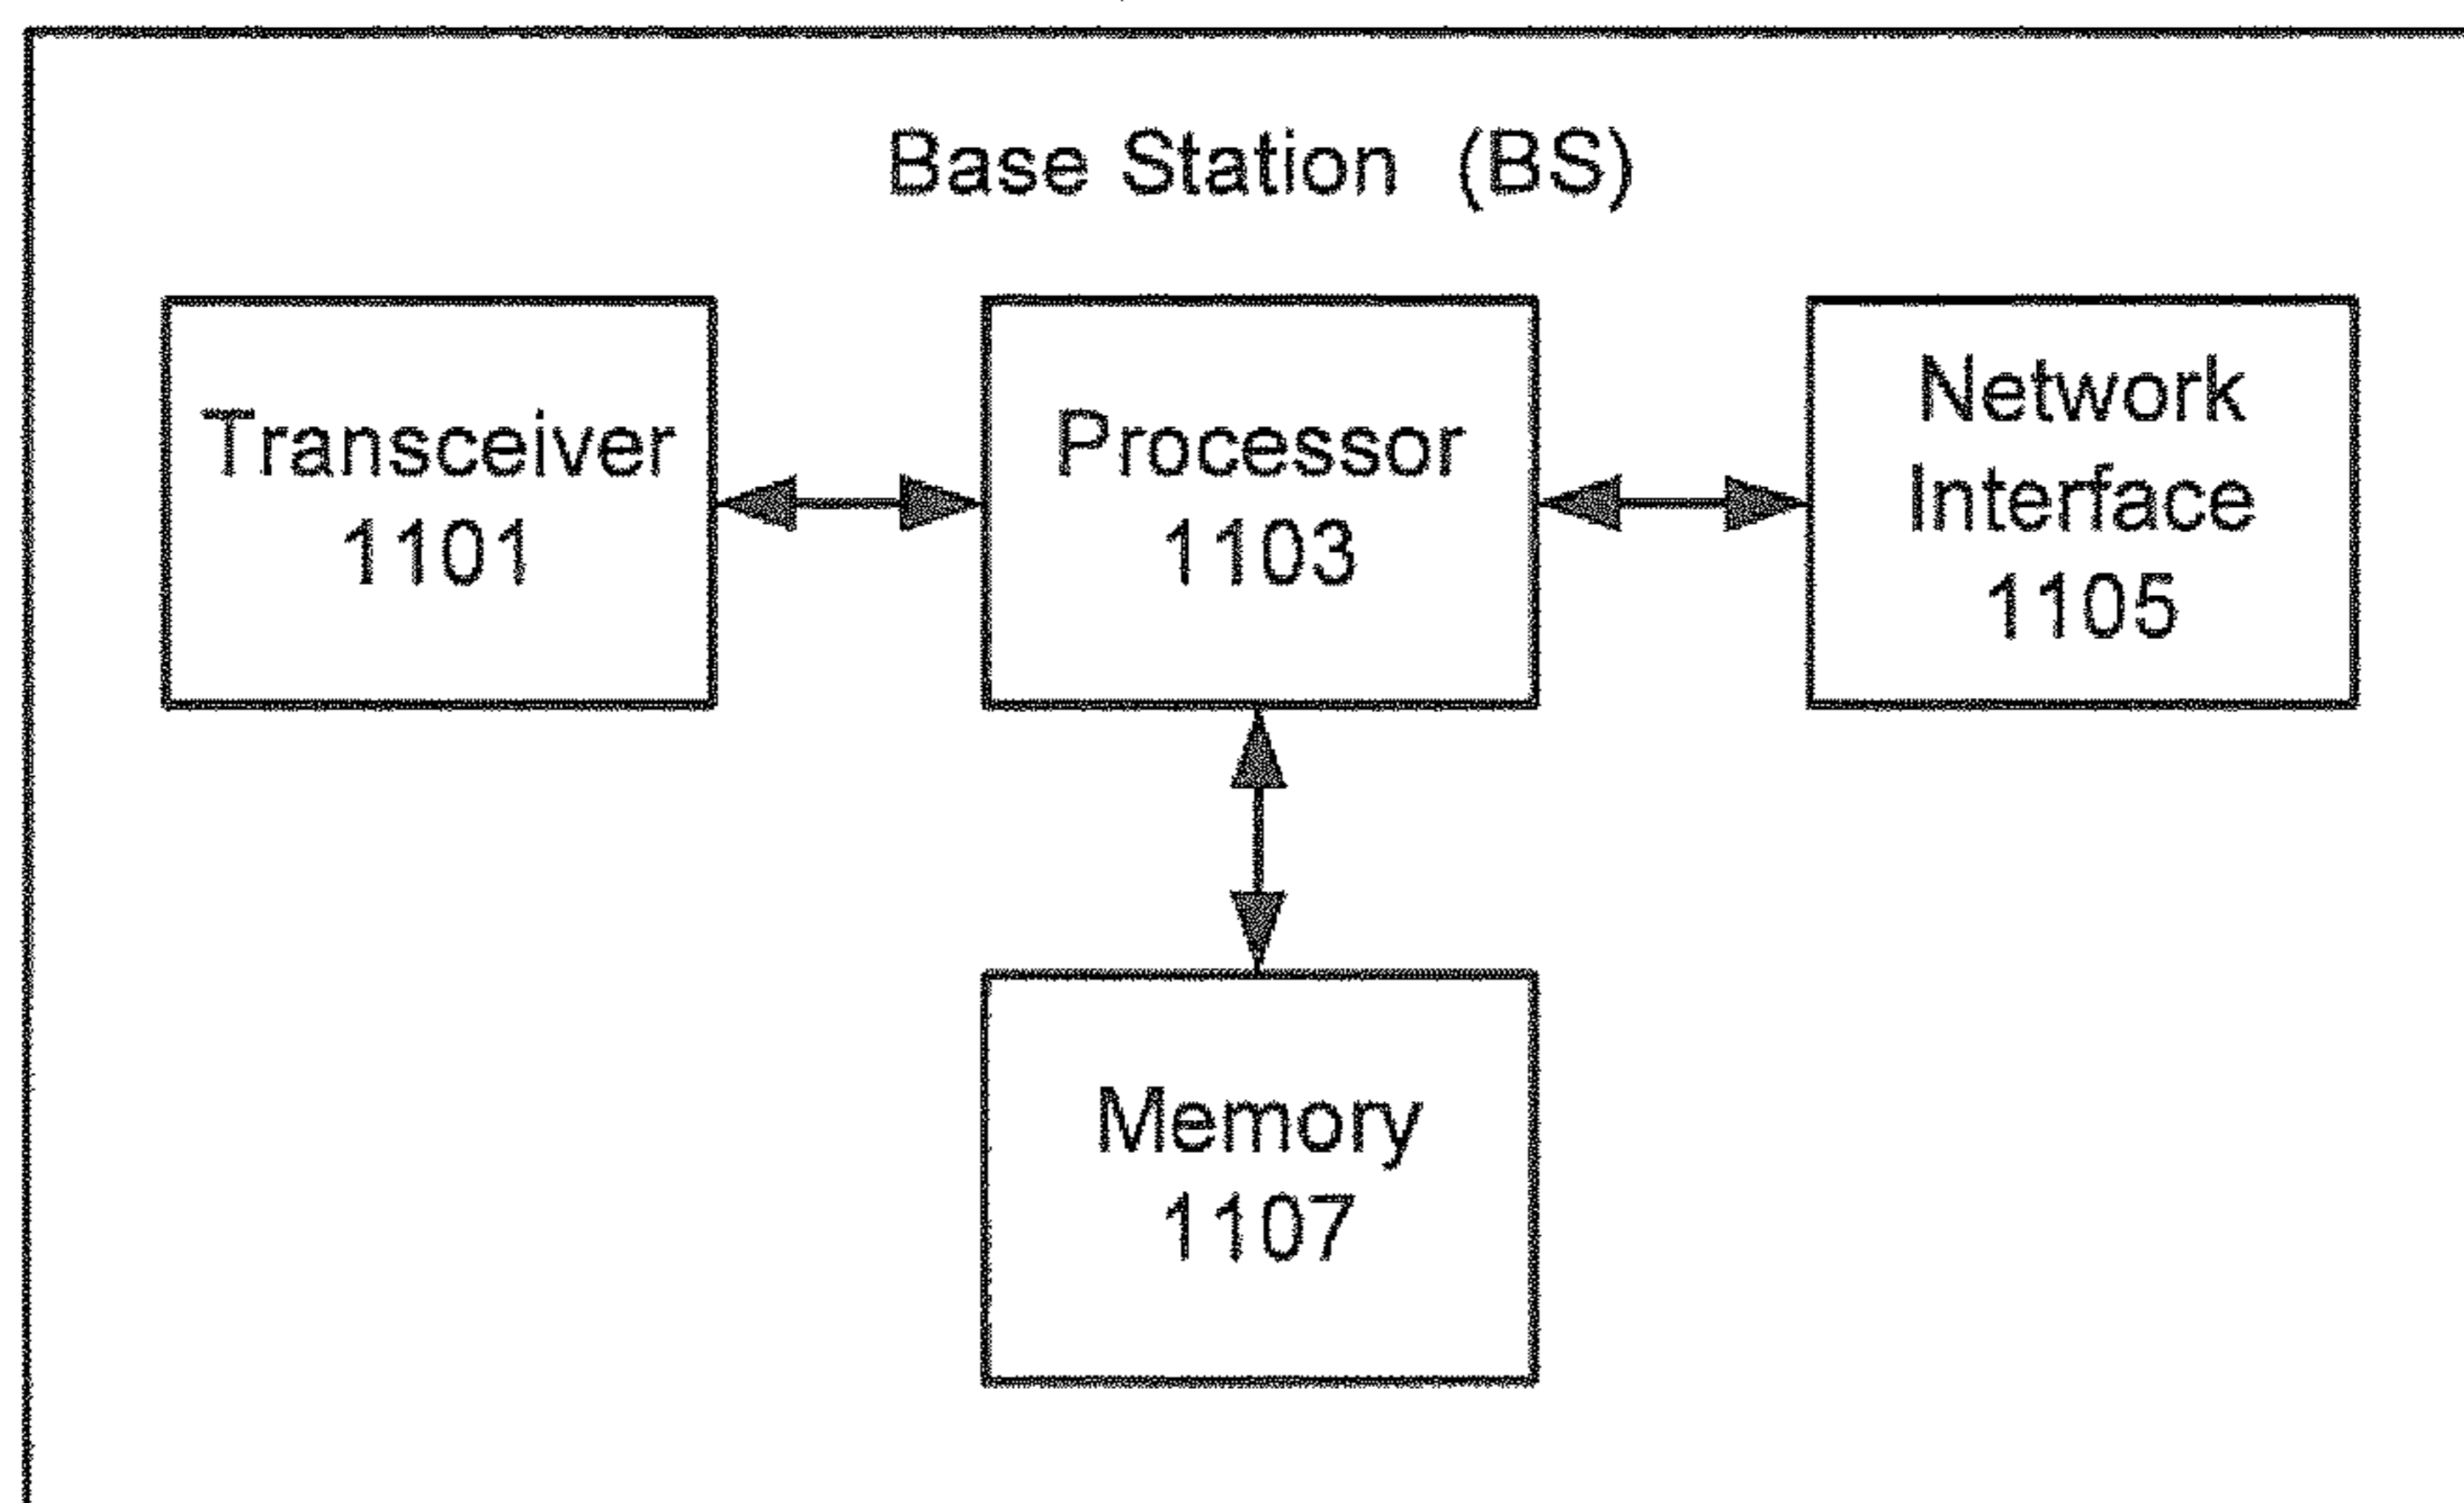 Base Station (BS)
Transceiver
1101
Processor
1103
Network
Interface
1105
Memory
1107